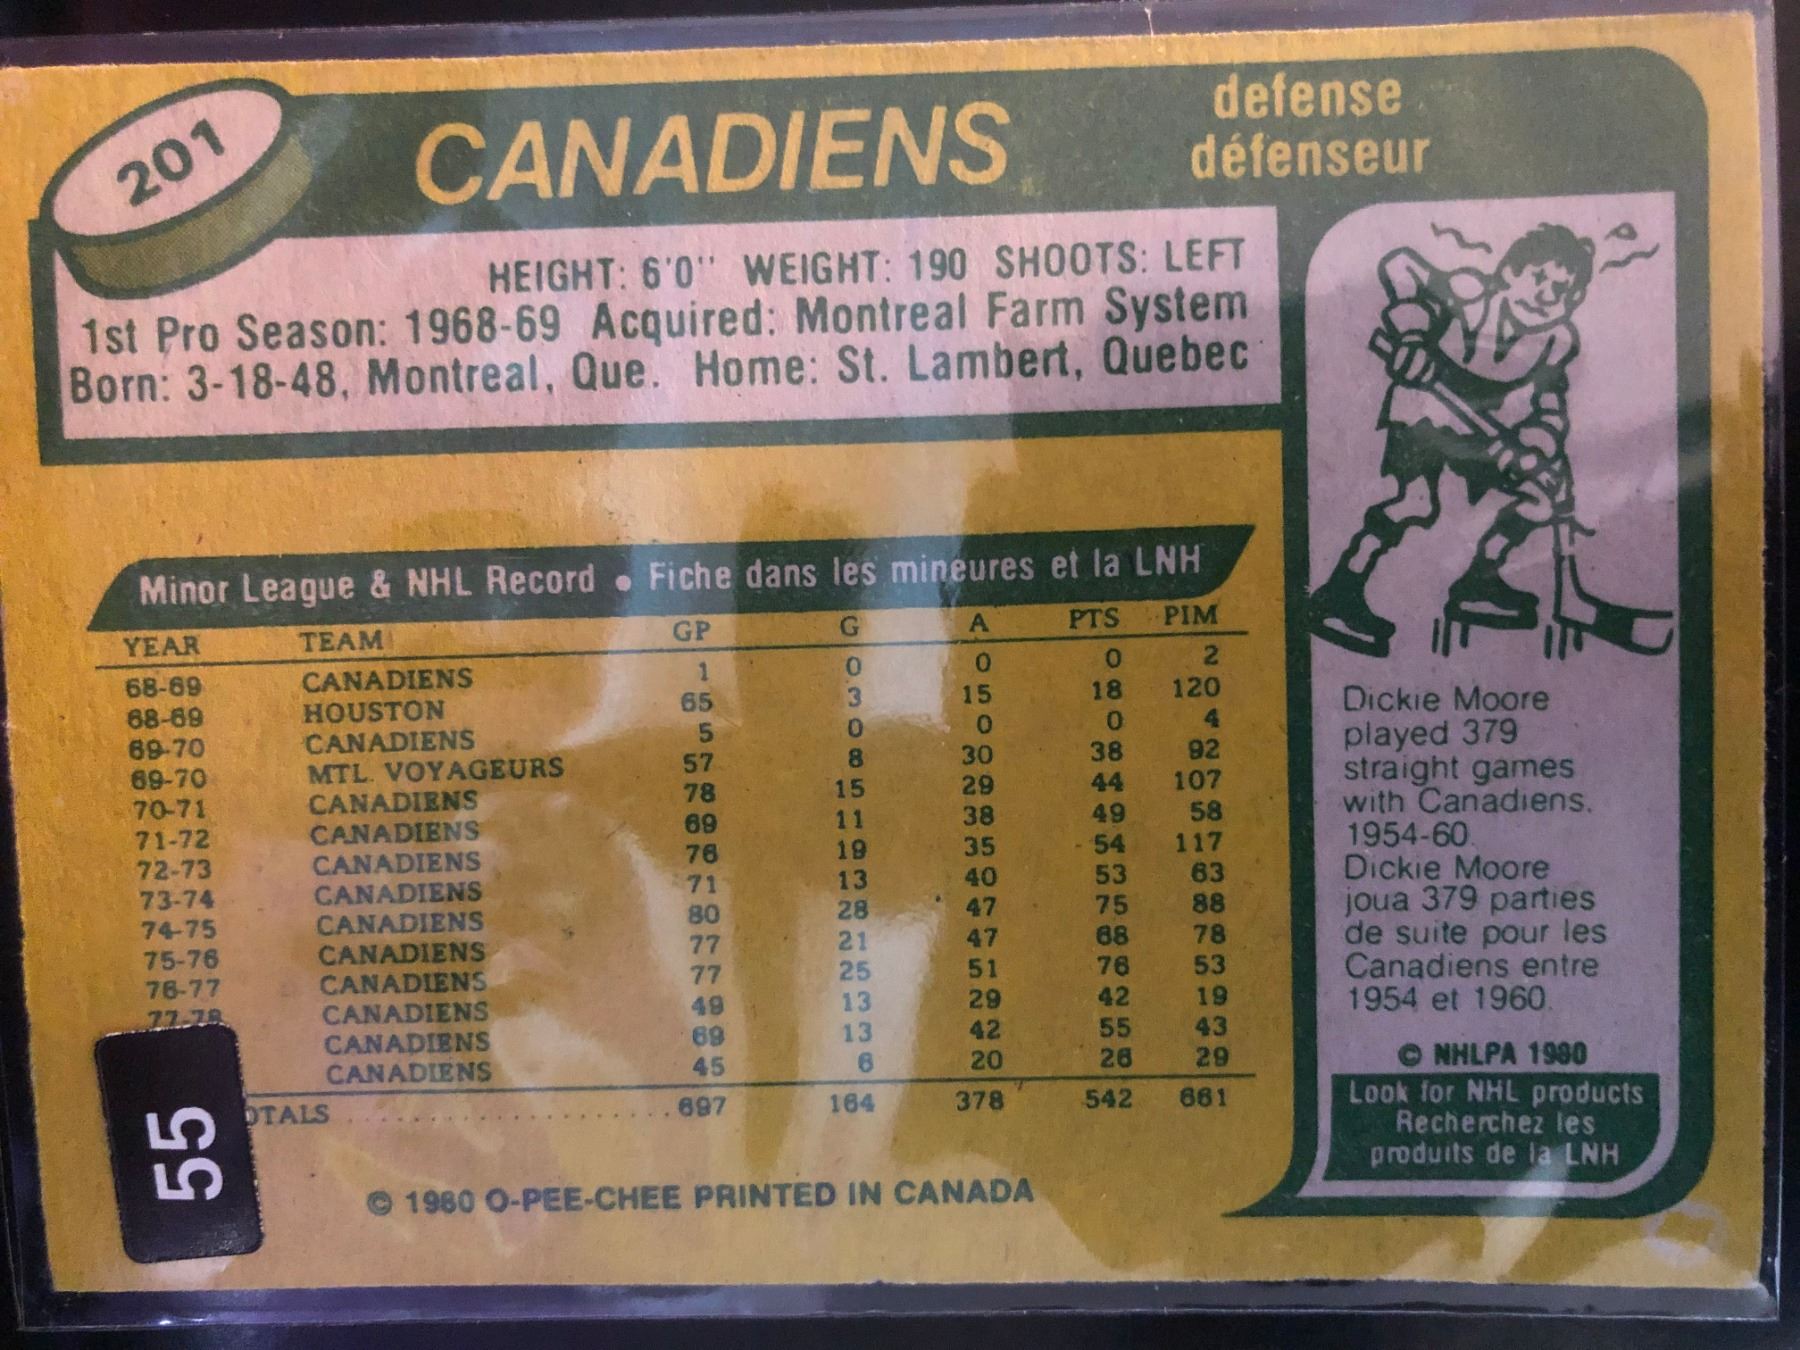 201
CANADIENS
defense
défenseur
HEIGHT: 6'0" WEIGHT: 190 SHOOTS: LEFT
1st Pro Season: 1968-69 Acquired: Montreal Farm System
Born: 3-18-48, Montreal, Que. Home: St. Lambert, Quebec
Minor League & NHL Record • Fiche dans les mineures et la LNH
YEAR TEAM GP G A PTS PIM
68-69 CANADIENS 1 0 0 0 2
68-69 HOUSTON 65 3 15 18 120
69-70 CANADIENS 5 0 0 0 4
69-70 MTL. VOYAGEURS 57 8 30 38 92
70-71 CANADIENS 78 15 29 44 107
71-72 CANADIENS 69 11 38 49 58
72-73 CANADIENS 76 19 35 54 117
73-74 CANADIENS 71 13 40 53 63
74-75 CANADIENS 80 28 47 75 88
75-76 CANADIENS 77 21 47 68 78
76-77 CANADIENS 77 25 51 76 53
77-78 CANADIENS 49 13 29 42 19
CANADIENS 69 13 42 55 43
CANADIENS 45 6 20 26 29
OTALS .......................697 164 378 542 661
© 1980 O-PEE-CHEE PRINTED IN CANADA
55
Dickie Moore
played 379
straight games
with Canadiens,
1954-60.
Dickie Moore
joua 379 parties
de suite pour les
Canadiens entre
1954 et 1960.
© NHLPA 1980
Look for NHL products
Recherchez les
produits de la LNH